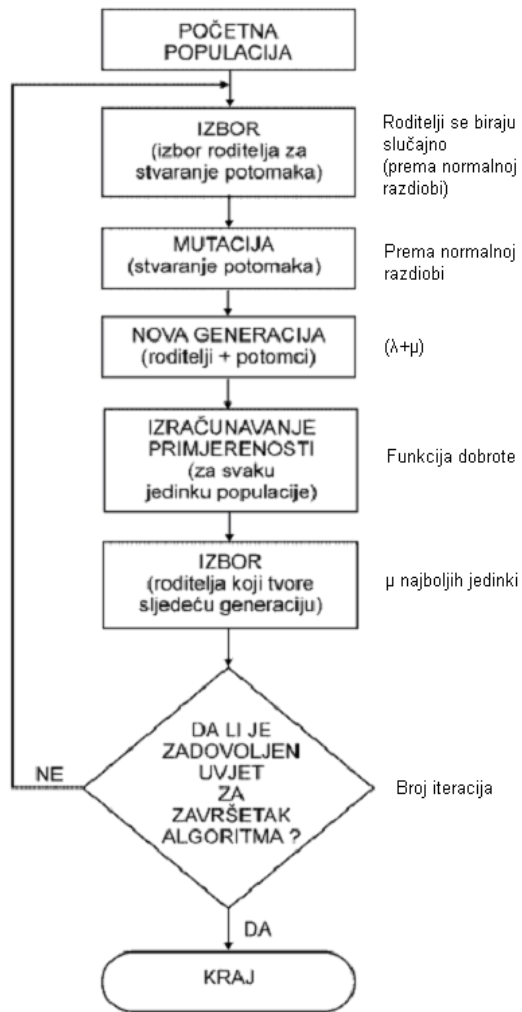 POČETNA
POPULACIJA
IZBOR
(izbor roditelja za
stvaranje potomaka)
Roditelji se biraju
slučajno
(prema normalnoj
razdiobi)
MUTACIJA
(stvaranje potomaka)
Prema normalnoj
razdiobi
NOVA GENERACIJA
(roditelji + potomci)
(λ+μ)
IZRAČUNAVANJE
PRIMJERENOSTI
(za svaku
jedinku populacije)
Funkcija dobrote
IZBOR
(roditelja koji tvore
sljedeću generaciju)
μ najboljih jedinki
DA LI JE
ZADOVOLJEN
UVJET
ZA
ZAVRŠETAK
ALGORITMA ?
NE
Broj iteracija
DA
KRAJ